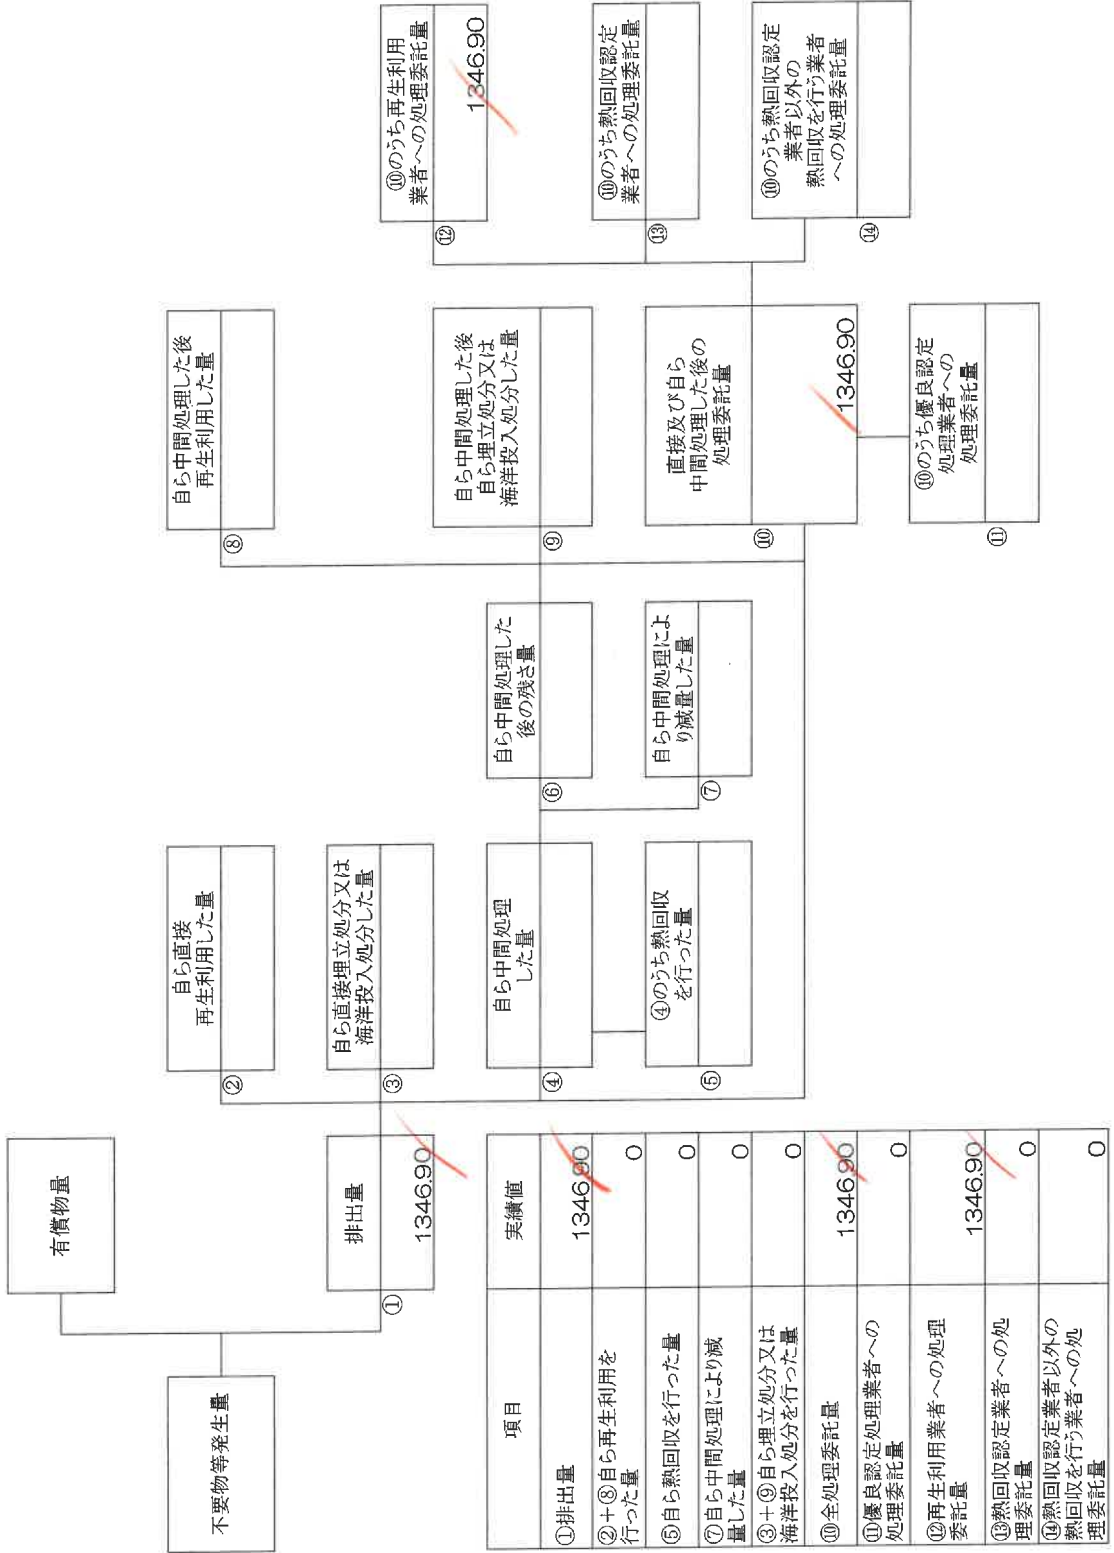 不要物等発生量
有償物量
排出量
①
1346.90
自ら直接
再生利用した量
②
自ら直接埋立処分又は
海洋投入処分した量
③
自ら中間処理
した量
④
④のうち熱回収
を行った量
⑤
自ら中間処理した
後の残さ量
⑥
自ら中間処理によ
り減量した量
⑦
自ら中間処理した後
再生利用した量
⑧
自ら中間処理した後
自ら埋立処分又は
海洋投入処分した量
⑨
直接及び自ら
中間処理した後の
処理委託量
⑩
1346.90
⑩のうち優良認定
処理業者への
処理委託量
⑪
⑩のうち再生利用
業者への処理委託量
⑫
1346.90
⑩のうち熱回収認定
業者への処理委託量
⑬
⑩のうち熱回収認定
業者以外の
熱回収を行う業者
への処理委託量
⑭
項目
実績値
①排出量
1346.90
②+⑧自ら再生利用を
行った量
0
⑤自ら熱回収を行った量
0
⑦自ら中間処理により減
量した量
0
③+⑨自ら埋立処分又は
海洋投入処分を行った量
0
⑩全処理委託量
1346.90
⑪優良認定処理業者への
処理委託量
0
⑫再生利用業者への処理
委託量
1346.90
⑬熱回収認定業者への処
理委託量
0
⑭熱回収認定業者以外の
熱回収を行う業者への処
理委託量
0